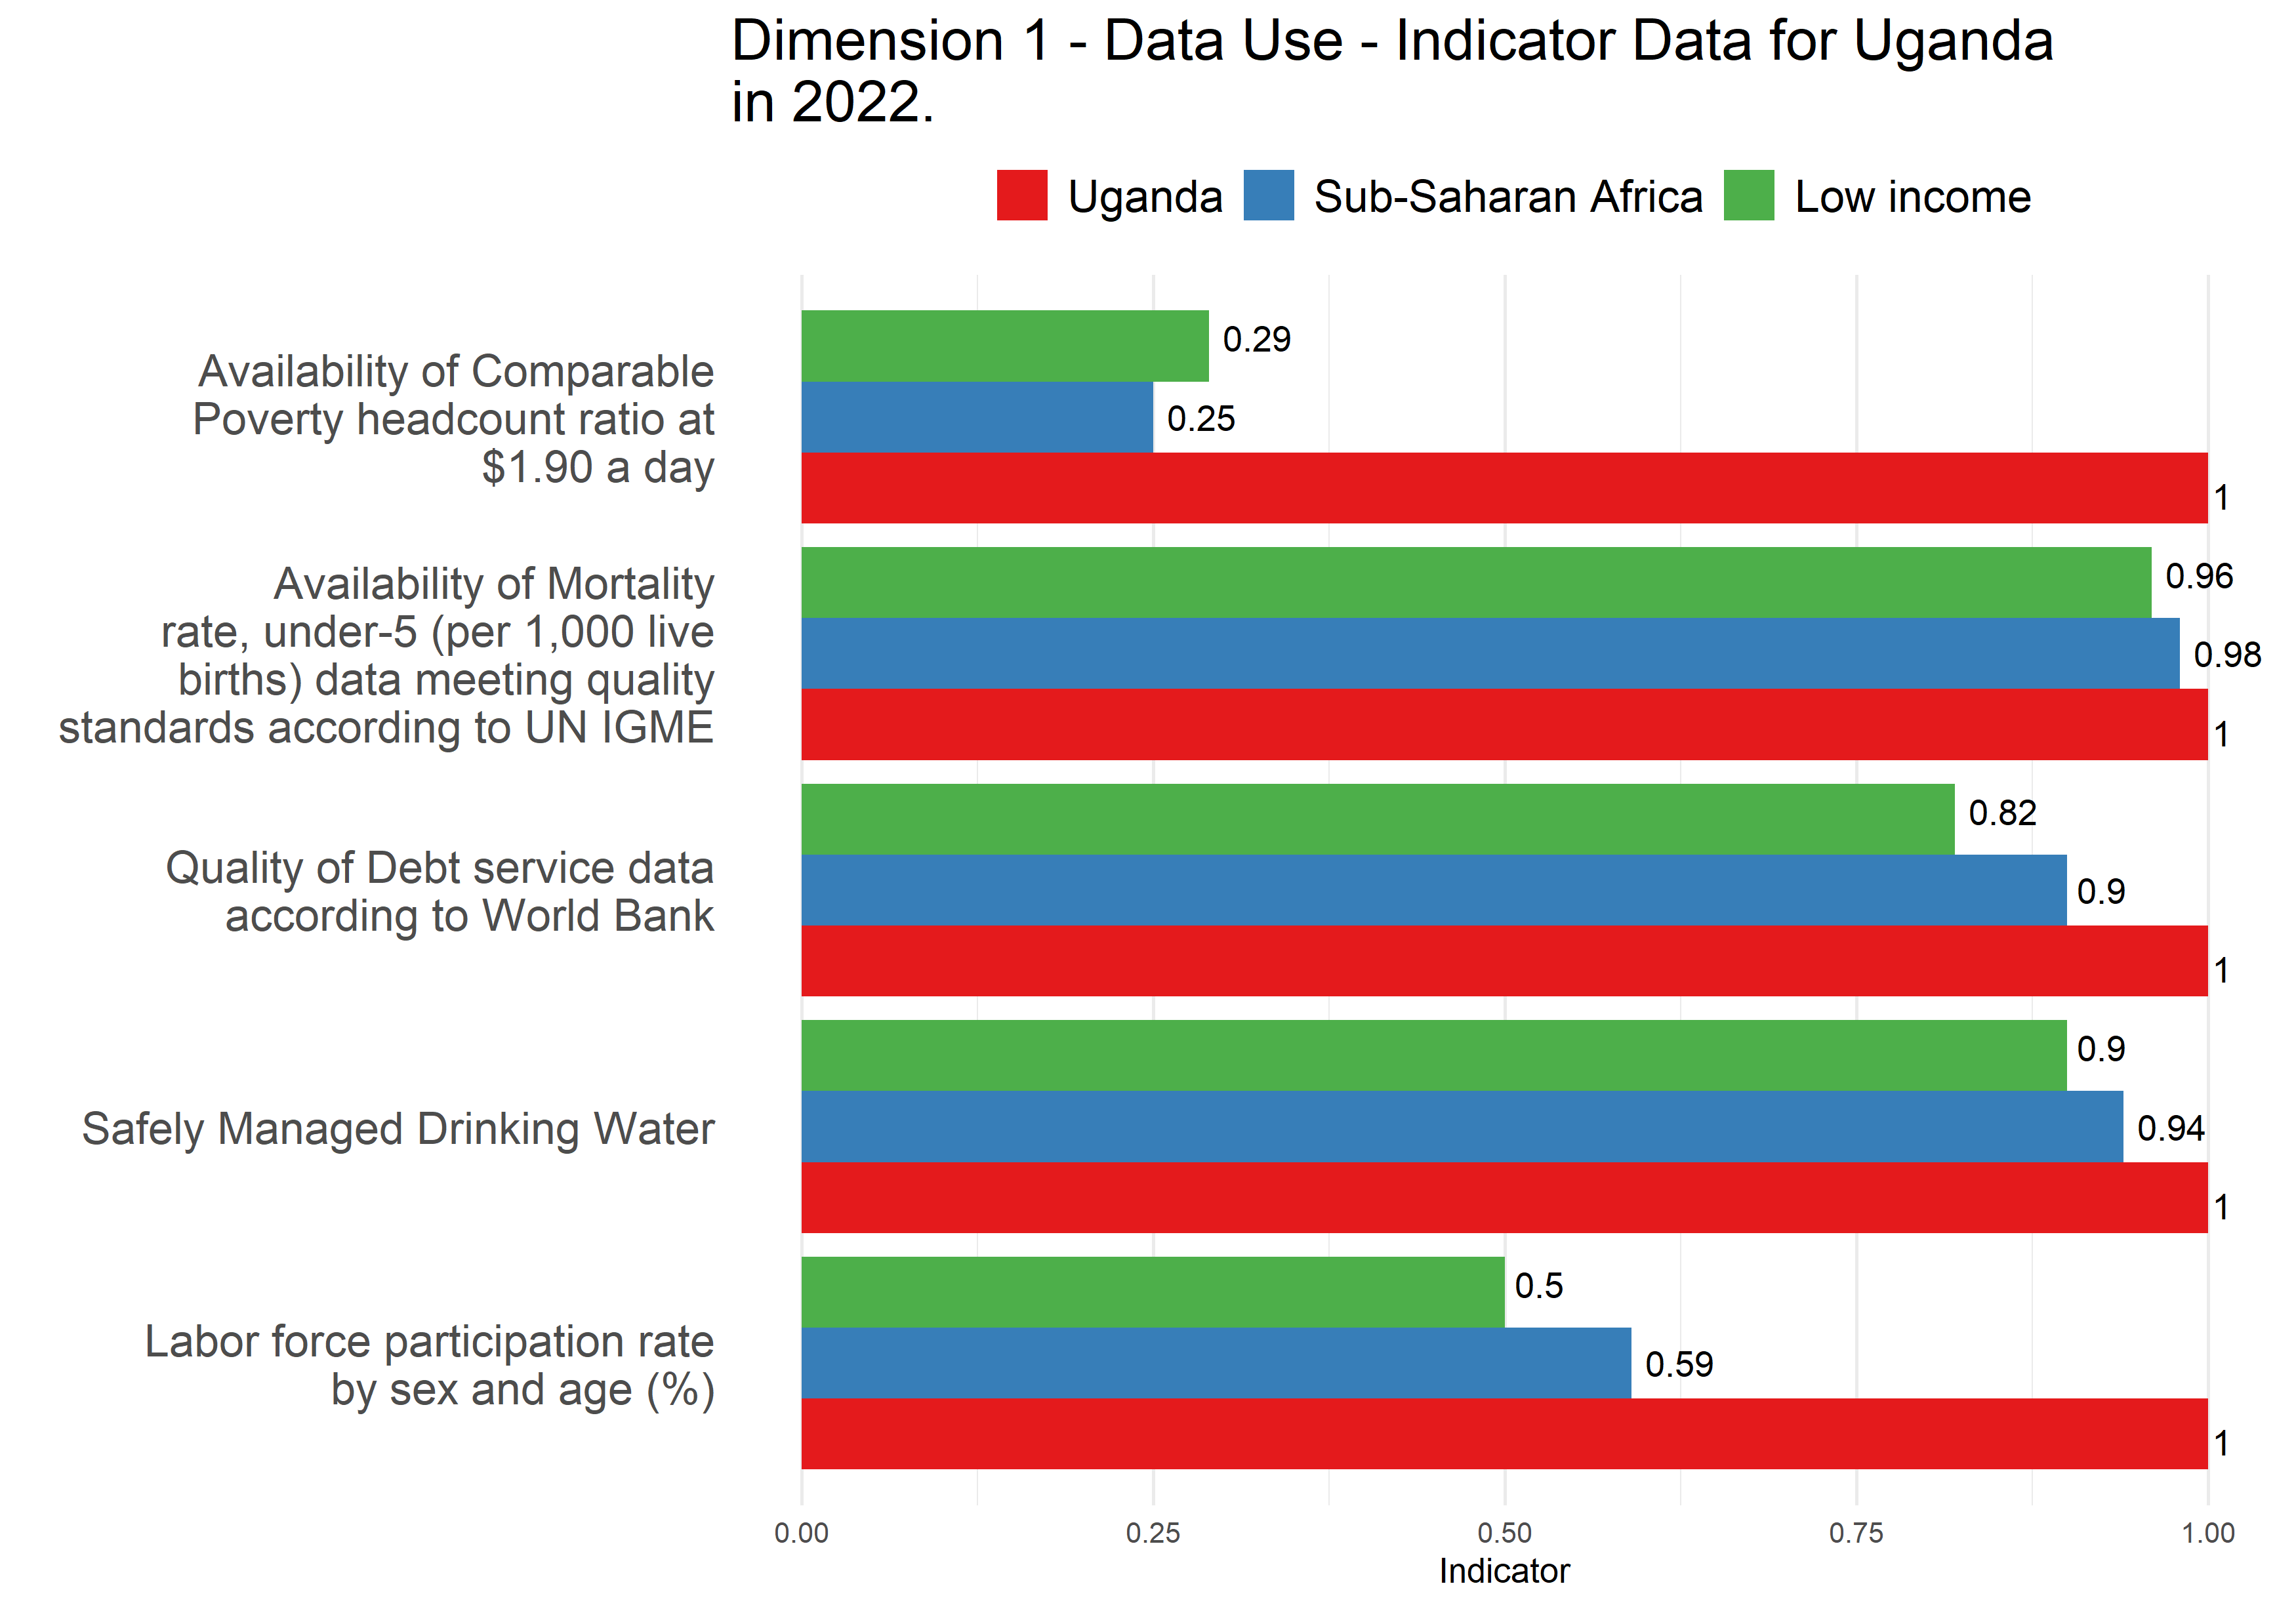 Dimension 1 - Data Use - Indicator Data for Uganda
in 2022.
Uganda
Sub-Saharan Africa
Low income
Availability of Comparable
Poverty headcount ratio at
$1.90 a day
0.29
0.25
1
Availability of Mortality
rate, under-5 (per 1,000 live
births) data meeting quality
standards according to UN IGME
0.96
0.98
1
Quality of Debt service data
according to World Bank
0.82
0.9
1
Safely Managed Drinking Water
0.9
0.94
1
Labor force participation rate
by sex and age (%)
0.5
0.59
1
0.00
0.25
0.50
0.75
1.00
Indicator